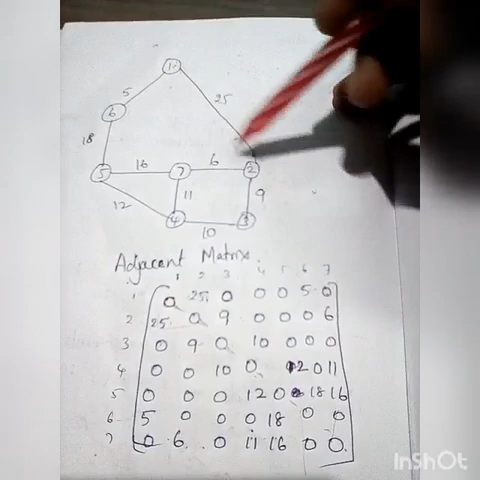 1
5
25
6
18
5
16
7
6
2
12
11
9
4
10
3
Adjacent Matrix.
1 2 3 4 5 6 7
1 0 25 0 0 0 5 0
2 25 0 9 0 0 0 6
3 0 9 0 10 0 0 0
4 0 0 10 0 12 0 11
5 0 0 0 12 0 18 16
6 5 0 0 0 18 0 0
7 0 6 0 11 16 0 0
InShOt